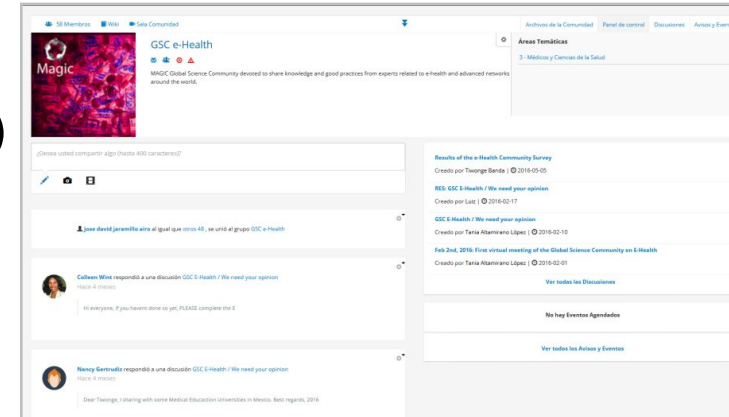 58 Miembros Wiki Sala Comunidad
Archivos de la Comunidad Panel de control Discusiones Avisos y Even
Magic
GSC e-Health
MAGIC Global Science Community devoted to share knowledge and good practices from experts related to e-health and advanced networks
around the world.
Áreas Temáticas
3 - Médicos y Ciencias de la Salud
¿Desea usted compartir algo (hasta 400 caracteres)?
jose david jaramillo airo al igual que otros 48 , se unió al grupo GSC e-Health
Colleen Wint respondió a una discusión GSC E-Health / We need your opinion
Hace 4 meses
Hi everyone, if you havent done so yet, PLEASE complete the S
Nancy Gertrudiz respondió a una discusión GSC E-Health / We need your opinion
Hace 4 meses
Dear Tiwonge, I sharing with some Medical Educaction Universities in Mexico. Best regards, 2016
Results of the e-Health Community Survey
Creado por Tiwonge Banda | 2016-05-05
RES: GSC E-Health / We need your opinion
Creado por Luiz | 2016-02-17
GSC E-Health / We need your opinion
Creado por Tania Altamirano López | 2016-02-10
Feb 2nd, 2016: First virtual meeting of the Global Science Community on E-Health
Creado por Tania Altamirano López | 2016-02-01
Ver todas las Discusiones
No hay Eventos Agendados
Ver todos los Avisos y Eventos